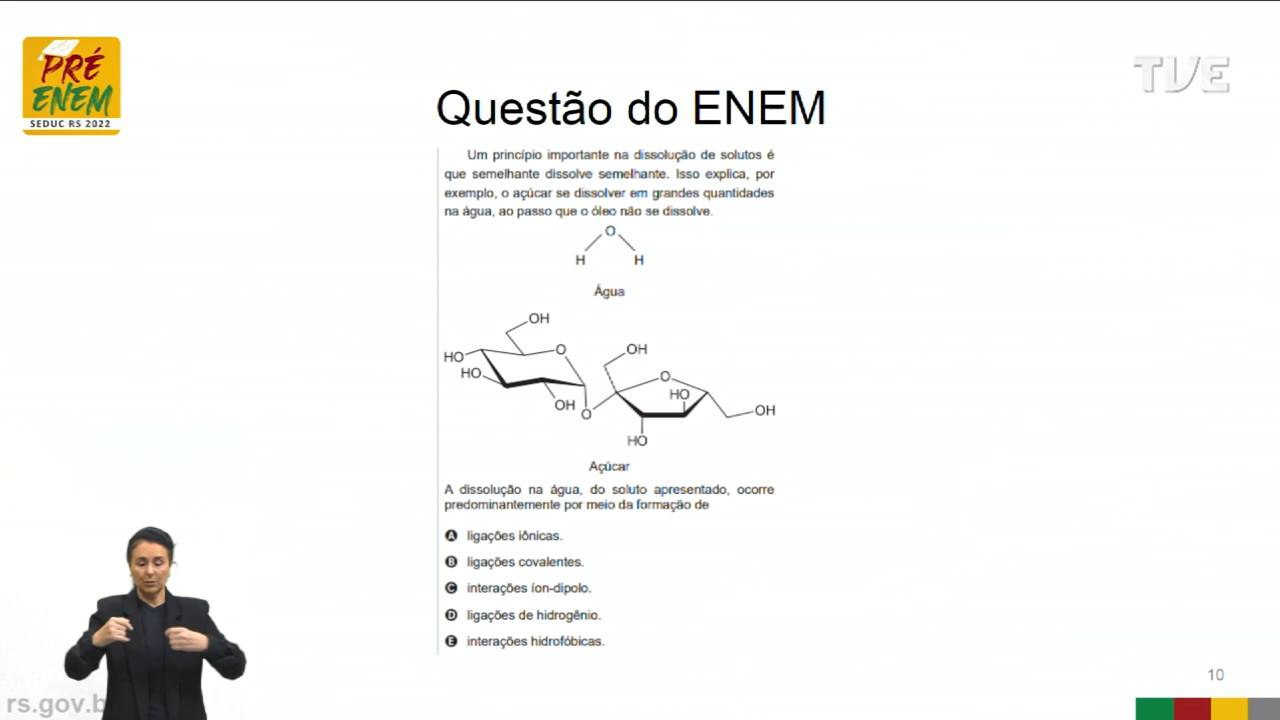 PRÉ
ENEM
SEDUC RS 2022
TVE
Questão do ENEM
Um princípio importante na dissolução de solutos é
que semelhante dissolve semelhante. Isso explica, por
exemplo, o açúcar se dissolver em grandes quantidades
na água, ao passo que o óleo não se dissolve.
O
H H
Água
OH
HO O OH
HO O
HO
OH O OH
HO
Açúcar
A dissolução na água, do soluto apresentado, ocorre
predominantemente por meio da formação de
A ligações iônicas.
B ligações covalentes.
C interações íon-dipolo.
D ligações de hidrogênio.
E interações hidrofóbicas.
10
rs.gov.b